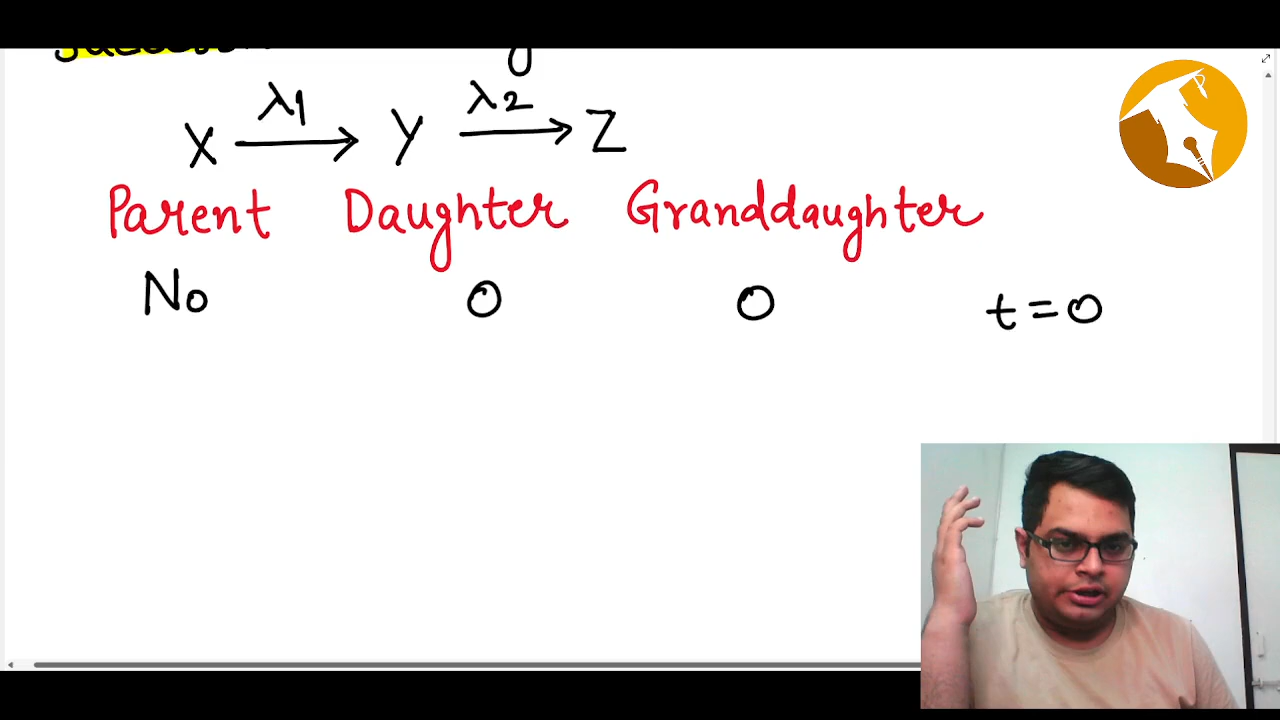 λ1 λ2
X → Y → Z
Parent Daughter Granddaughter
No 0 0 t=0